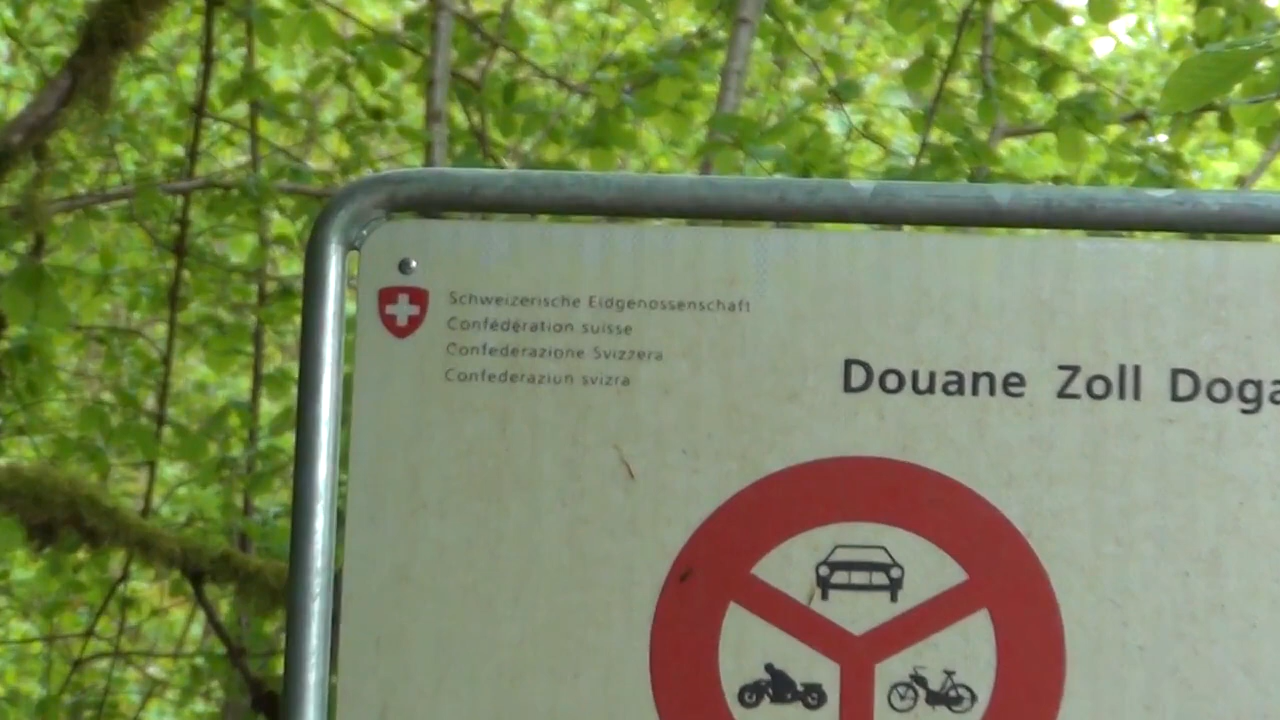 Schweizerische Eidgenossenschaft
Confédération suisse
Confederazione Svizzera
Confederaziun svizra
Douane Zoll Doga